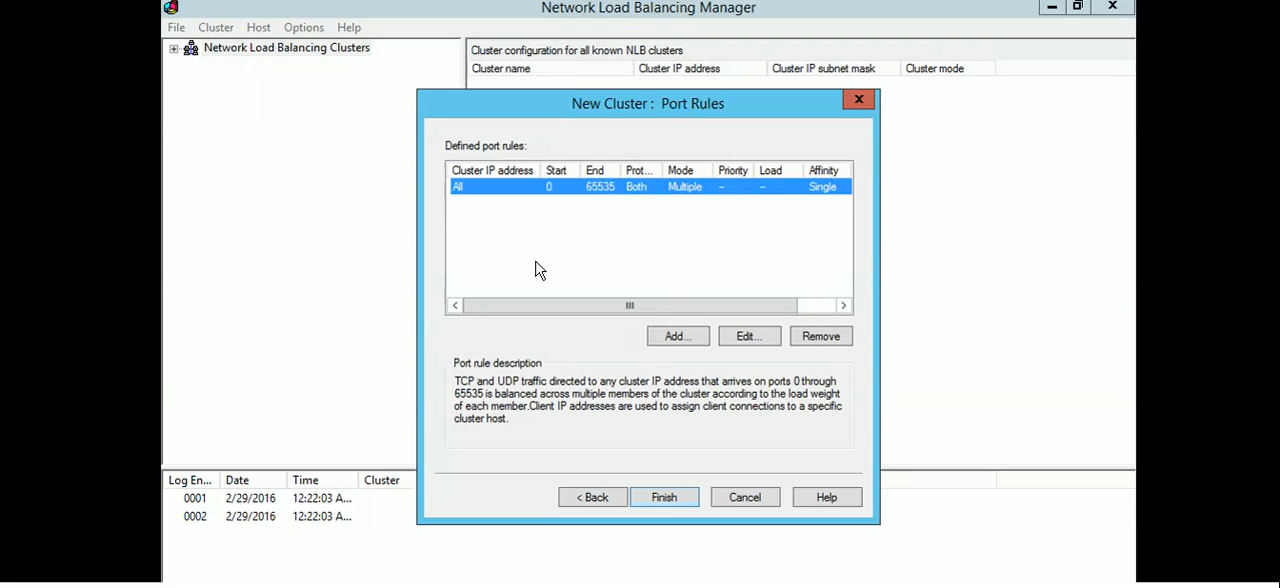 Network Load Balancing Manager
File Cluster Host Options Help
Network Load Balancing Clusters
Cluster configuration for all known NLB clusters
Cluster name Cluster IP address Cluster IP subnet mask Cluster mode
New Cluster : Port Rules
Defined port rules:
Cluster IP address Start End Prot... Mode Priority Load Affinity
All 0 65535 Both Multiple -- -- Single
Add... Edit... Remove
Port rule description
TCP and UDP traffic directed to any cluster IP address that arrives on ports 0 through
65535 is balanced across multiple members of the cluster according to the load weight
of each member.Client IP addresses are used to assign client connections to a specific
cluster host.
< Back Finish Cancel Help
Log En... Date Time Cluster
0001 2/29/2016 12:22:03 A...
0002 2/29/2016 12:22:03 A...